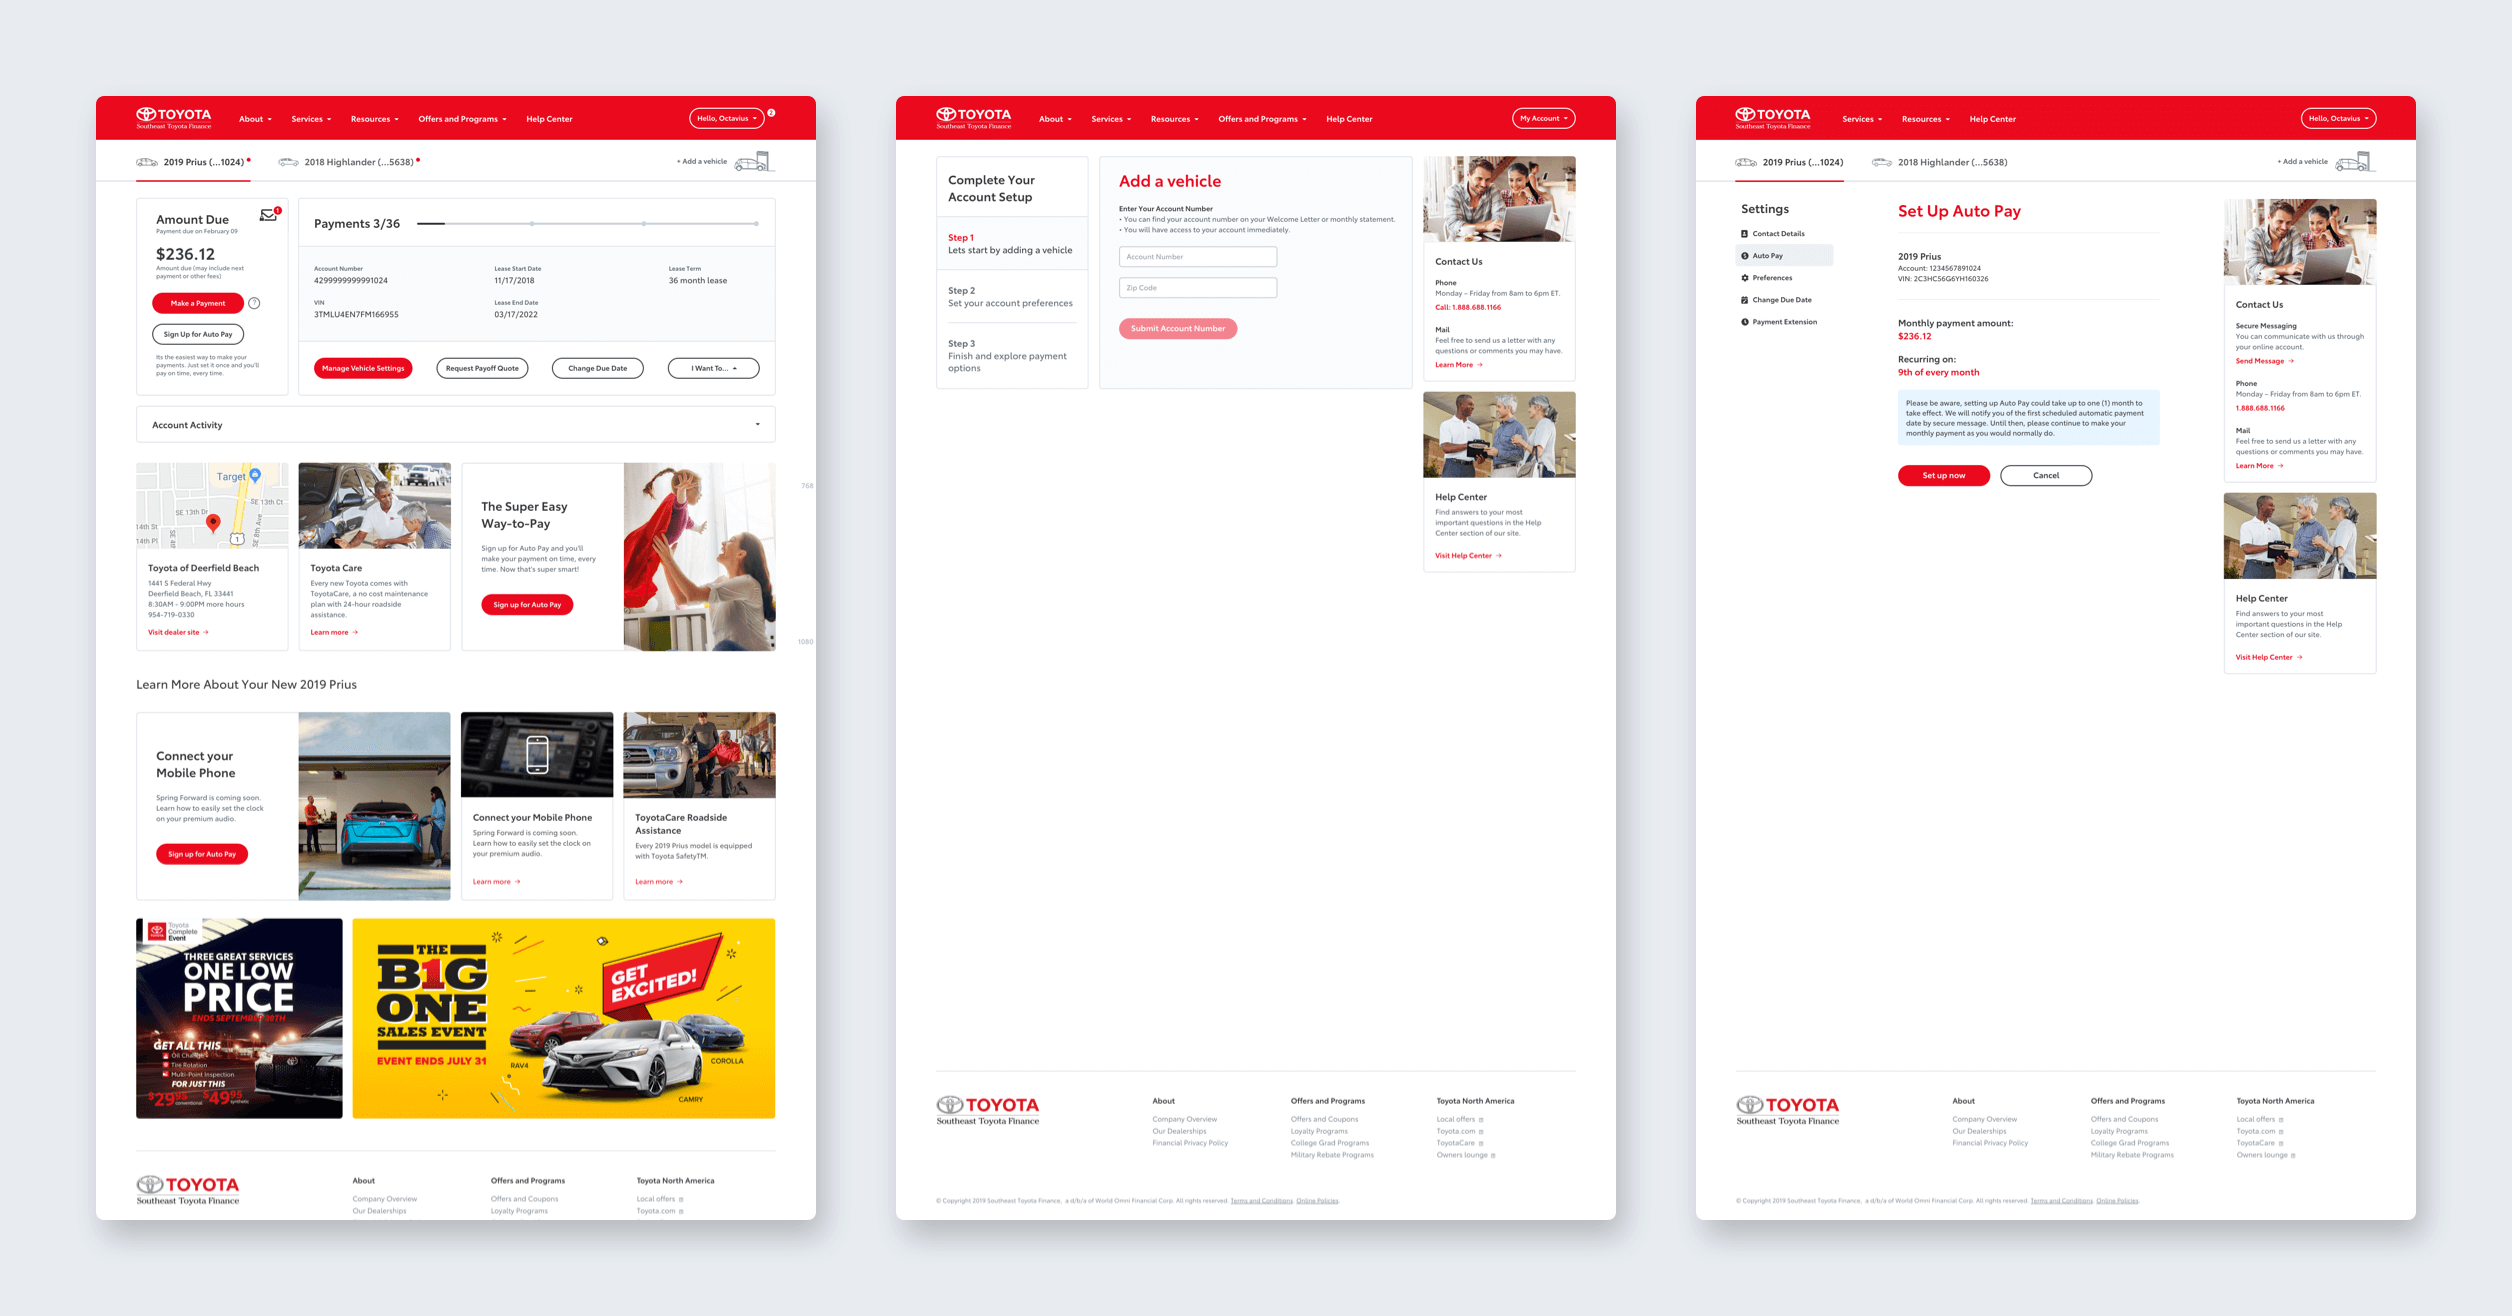 TOYOTA
Southeast Toyota Finance
About
Services
Resources
Offers and Programs
Help Center
Hello, Octavius
2
2019 Prius (...1024)
2018 Highlander (...5638)
+ Add a vehicle
Amount Due
1
Payment due on February 09
$236.12
Amount due (may include next
payment or other fees)
Make a Payment
?
Sign Up for Auto Pay
Its the easiest way to make your
payments. Just set it once and you'll
pay on time, every time.
Payments 3/36
Account Number
4299999999991024
Lease Start Date
11/17/2018
Lease Term
36 month lease
VIN
3TMLU4EN7FM166955
Lease End Date
03/17/2022
Manage Vehicle Settings
Request Payoff Quote
Change Due Date
I Want To...
Account Activity
Target
SE 13th Ct
SE 13th Dr
14th St
14th Pl
SE 8th Ave
1
Toyota of Deerfield Beach
1441 S Federal Hwy
Deerfield Beach, FL 33441
8:30AM - 9:00PM more hours
954-719-0330
Visit dealer site →
Toyota Care
Every new Toyota comes with
ToyotaCare, a no cost maintenance
plan with 24-hour roadside
assistance.
Learn more →
The Super Easy
Way-to-Pay
Sign up for Auto Pay and you'll
make your payment on time, every
time. Now that's super smart!
Sign up for Auto Pay
768
1080
Learn More About Your New 2019 Prius
Connect your
Mobile Phone
Spring Forward is coming soon.
Learn how to easily set the clock
on your premium audio.
Sign up for Auto Pay
Connect your Mobile Phone
Spring Forward is coming soon.
Learn how to easily set the clock on
your premium audio.
Learn more →
ToyotaCare Roadside
Assistance
Every 2019 Prius model is equipped
with Toyota SafetyTM.
Learn more →
Toyota
Complete
Event
THREE GREAT SERVICES
ONE LOW
PRICE
ENDS SEPTEMBER 30TH
GET ALL THIS
Oil Change
Tire Rotation
Multi-Point Inspection
FOR JUST THIS
$29.95
conventional
$49.95
synthetic
THE
B1G
ONE
SALES EVENT
EVENT ENDS JULY 31
GET
EXCITED!
RAV4
COROLLA
CAMRY
TOYOTA
Southeast Toyota Finance
About
Company Overview
Our Dealerships
Offers and Programs
Offers and Coupons
Loyalty Programs
Toyota North America
Local offers
Toyota.com
TOYOTA
Southeast Toyota Finance
About
Services
Resources
Offers and Programs
Help Center
My Account
Complete Your
Account Setup
Step 1
Lets start by adding a vehicle
Step 2
Set your account preferences
Step 3
Finish and explore payment
options
Add a vehicle
Enter Your Account Number
• You can find your account number on your Welcome Letter or monthly statement.
• You will have access to your account immediately.
Account Number
Zip Code
Submit Account Number
Contact Us
Phone
Monday – Friday from 8am to 6pm ET.
Call: 1.888.688.1166
Mail
Feel free to send us a letter with any
questions or comments you may have.
Learn More →
Help Center
Find answers to your most
important questions in the Help
Center section of our site.
Visit Help Center →
TOYOTA
Southeast Toyota Finance
About
Company Overview
Our Dealerships
Financial Privacy Policy
Offers and Programs
Offers and Coupons
Loyalty Programs
College Grad Programs
Military Rebate Programs
Toyota North America
Local offers
Toyota.com
ToyotaCare
Owners lounge
© Copyright 2019 Southeast Toyota Finance, a d/b/a of World Omni Financial Corp. All rights reserved. Terms and Conditions Online Policies
TOYOTA
Southeast Toyota Finance
Services
Resources
Help Center
Hello, Octavius
2019 Prius (...1024)
2018 Highlander (...5638)
+ Add a vehicle
Settings
Contact Details
Auto Pay
Preferences
Change Due Date
Payment Extension
Set Up Auto Pay
2019 Prius
Account: 1234567891024
VIN: 2C3HC56G6YH160326
Monthly payment amount:
$236.12
Recurring on:
9th of every month
Please be aware, setting up Auto Pay could take up to one (1) month to
take effect. We will notify you of the first scheduled automatic payment
date by secure message. Until then, please continue to make your
monthly payment as you would normally do.
Set up now
Cancel
Contact Us
Secure Messaging
You can communicate with us through
your online account.
Send Message →
Phone
Monday – Friday from 8am to 6pm ET.
1.888.688.1166
Mail
Feel free to send us a letter with any
questions or comments you may have.
Learn More →
Help Center
Find answers to your most
important questions in the Help
Center section of our site.
Visit Help Center →
TOYOTA
Southeast Toyota Finance
About
Company Overview
Our Dealerships
Financial Privacy Policy
Offers and Programs
Offers and Coupons
Loyalty Programs
College Grad Programs
Military Rebate Programs
Toyota North America
Local offers
Toyota.com
ToyotaCare
Owners lounge
© Copyright 2019 Southeast Toyota Finance, a d/b/a of World Omni Financial Corp. All rights reserved. Terms and Conditions Online Policies